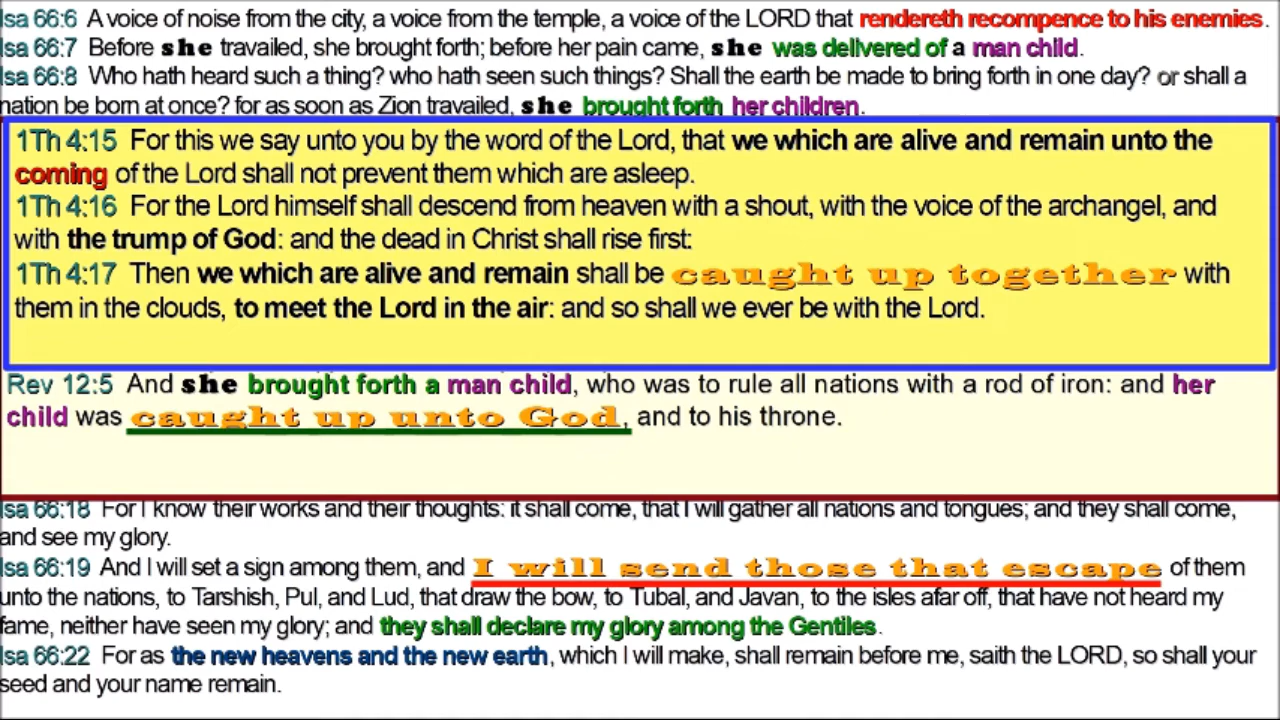 Isa 66:6 A voice of noise from the city, a voice from the temple, a voice of the LORD that rendereth recompence to his enemies.
Isa 66:7 Before she travailed, she brought forth; before her pain came, she was delivered of a man child.
Isa 66:8 Who hath heard such a thing? who hath seen such things? Shall the earth be made to bring forth in one day? or shall a
nation be born at once? for as soon as Zion travailed, she brought forth her children.
1Th 4:15 For this we say unto you by the word of the Lord, that we which are alive and remain unto the
coming of the Lord shall not prevent them which are asleep.
1Th 4:16 For the Lord himself shall descend from heaven with a shout, with the voice of the archangel, and
with the trump of God: and the dead in Christ shall rise first:
1Th 4:17 Then we which are alive and remain shall be caught up together with
them in the clouds, to meet the Lord in the air: and so shall we ever be with the Lord.
Rev 12:5 And she brought forth a man child, who was to rule all nations with a rod of iron: and her
child was caught up unto God, and to his throne.
Isa 66:18 For I know their works and their thoughts: it shall come, that I will gather all nations and tongues; and they shall come,
and see my glory.
Isa 66:19 And I will set a sign among them, and I will send those that escape of them
unto the nations, to Tarshish, Pul, and Lud, that draw the bow, to Tubal, and Javan, to the isles afar off, that have not heard my
fame, neither have seen my glory; and they shall declare my glory among the Gentiles.
Isa 66:22 For as the new heavens and the new earth, which I will make, shall remain before me, saith the LORD, so shall your
seed and your name remain.